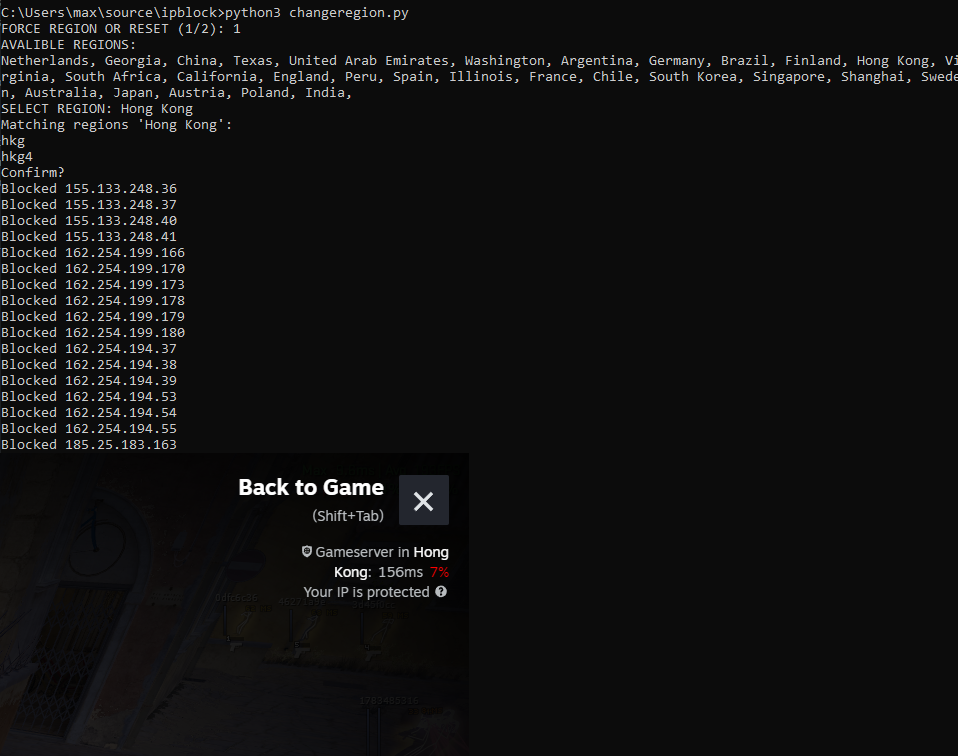 C:\Users\max\source\ipblock>python3 changeregion.py
FORCE REGION OR RESET (1/2): 1
AVALIBLE REGIONS:
Netherlands, Georgia, China, Texas, United Arab Emirates, Washington, Argentina, Germany, Brazil, Finland, Hong Kong, Vi
rginia, South Africa, California, England, Peru, Spain, Illinois, France, Chile, South Korea, Singapore, Shanghai, Swede
n, Australia, Japan, Austria, Poland, India,
SELECT REGION: Hong Kong
Matching regions 'Hong Kong':
hkg
hkg4
Confirm?
Blocked 155.133.248.36
Blocked 155.133.248.37
Blocked 155.133.248.40
Blocked 155.133.248.41
Blocked 162.254.199.166
Blocked 162.254.199.170
Blocked 162.254.199.173
Blocked 162.254.199.178
Blocked 162.254.199.179
Blocked 162.254.199.180
Blocked 162.254.194.37
Blocked 162.254.194.38
Blocked 162.254.194.39
Blocked 162.254.194.53
Blocked 162.254.194.54
Blocked 162.254.194.55
Blocked 185.25.183.163
Back to Game
(Shift+Tab)
Gameserver in Hong
Kong: 156ms 7%
Your IP is protected